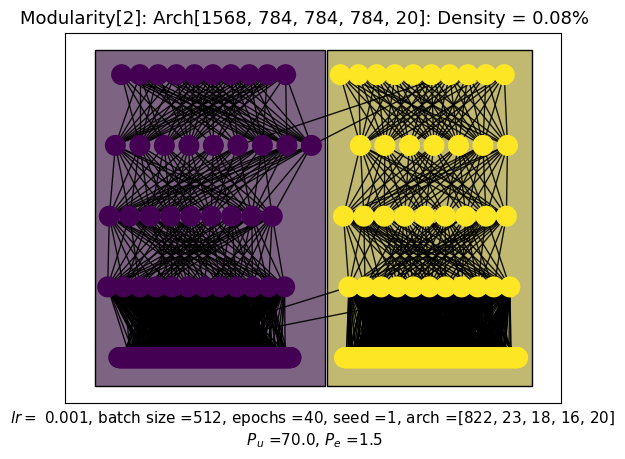 Modularity[2]: Arch[1568, 784, 784, 784, 20]: Density = 0.08%
lr = 0.001, batch size =512, epochs =40, seed =1, arch =[822, 23, 18, 16, 20]
P_u =70.0, P_e =1.5